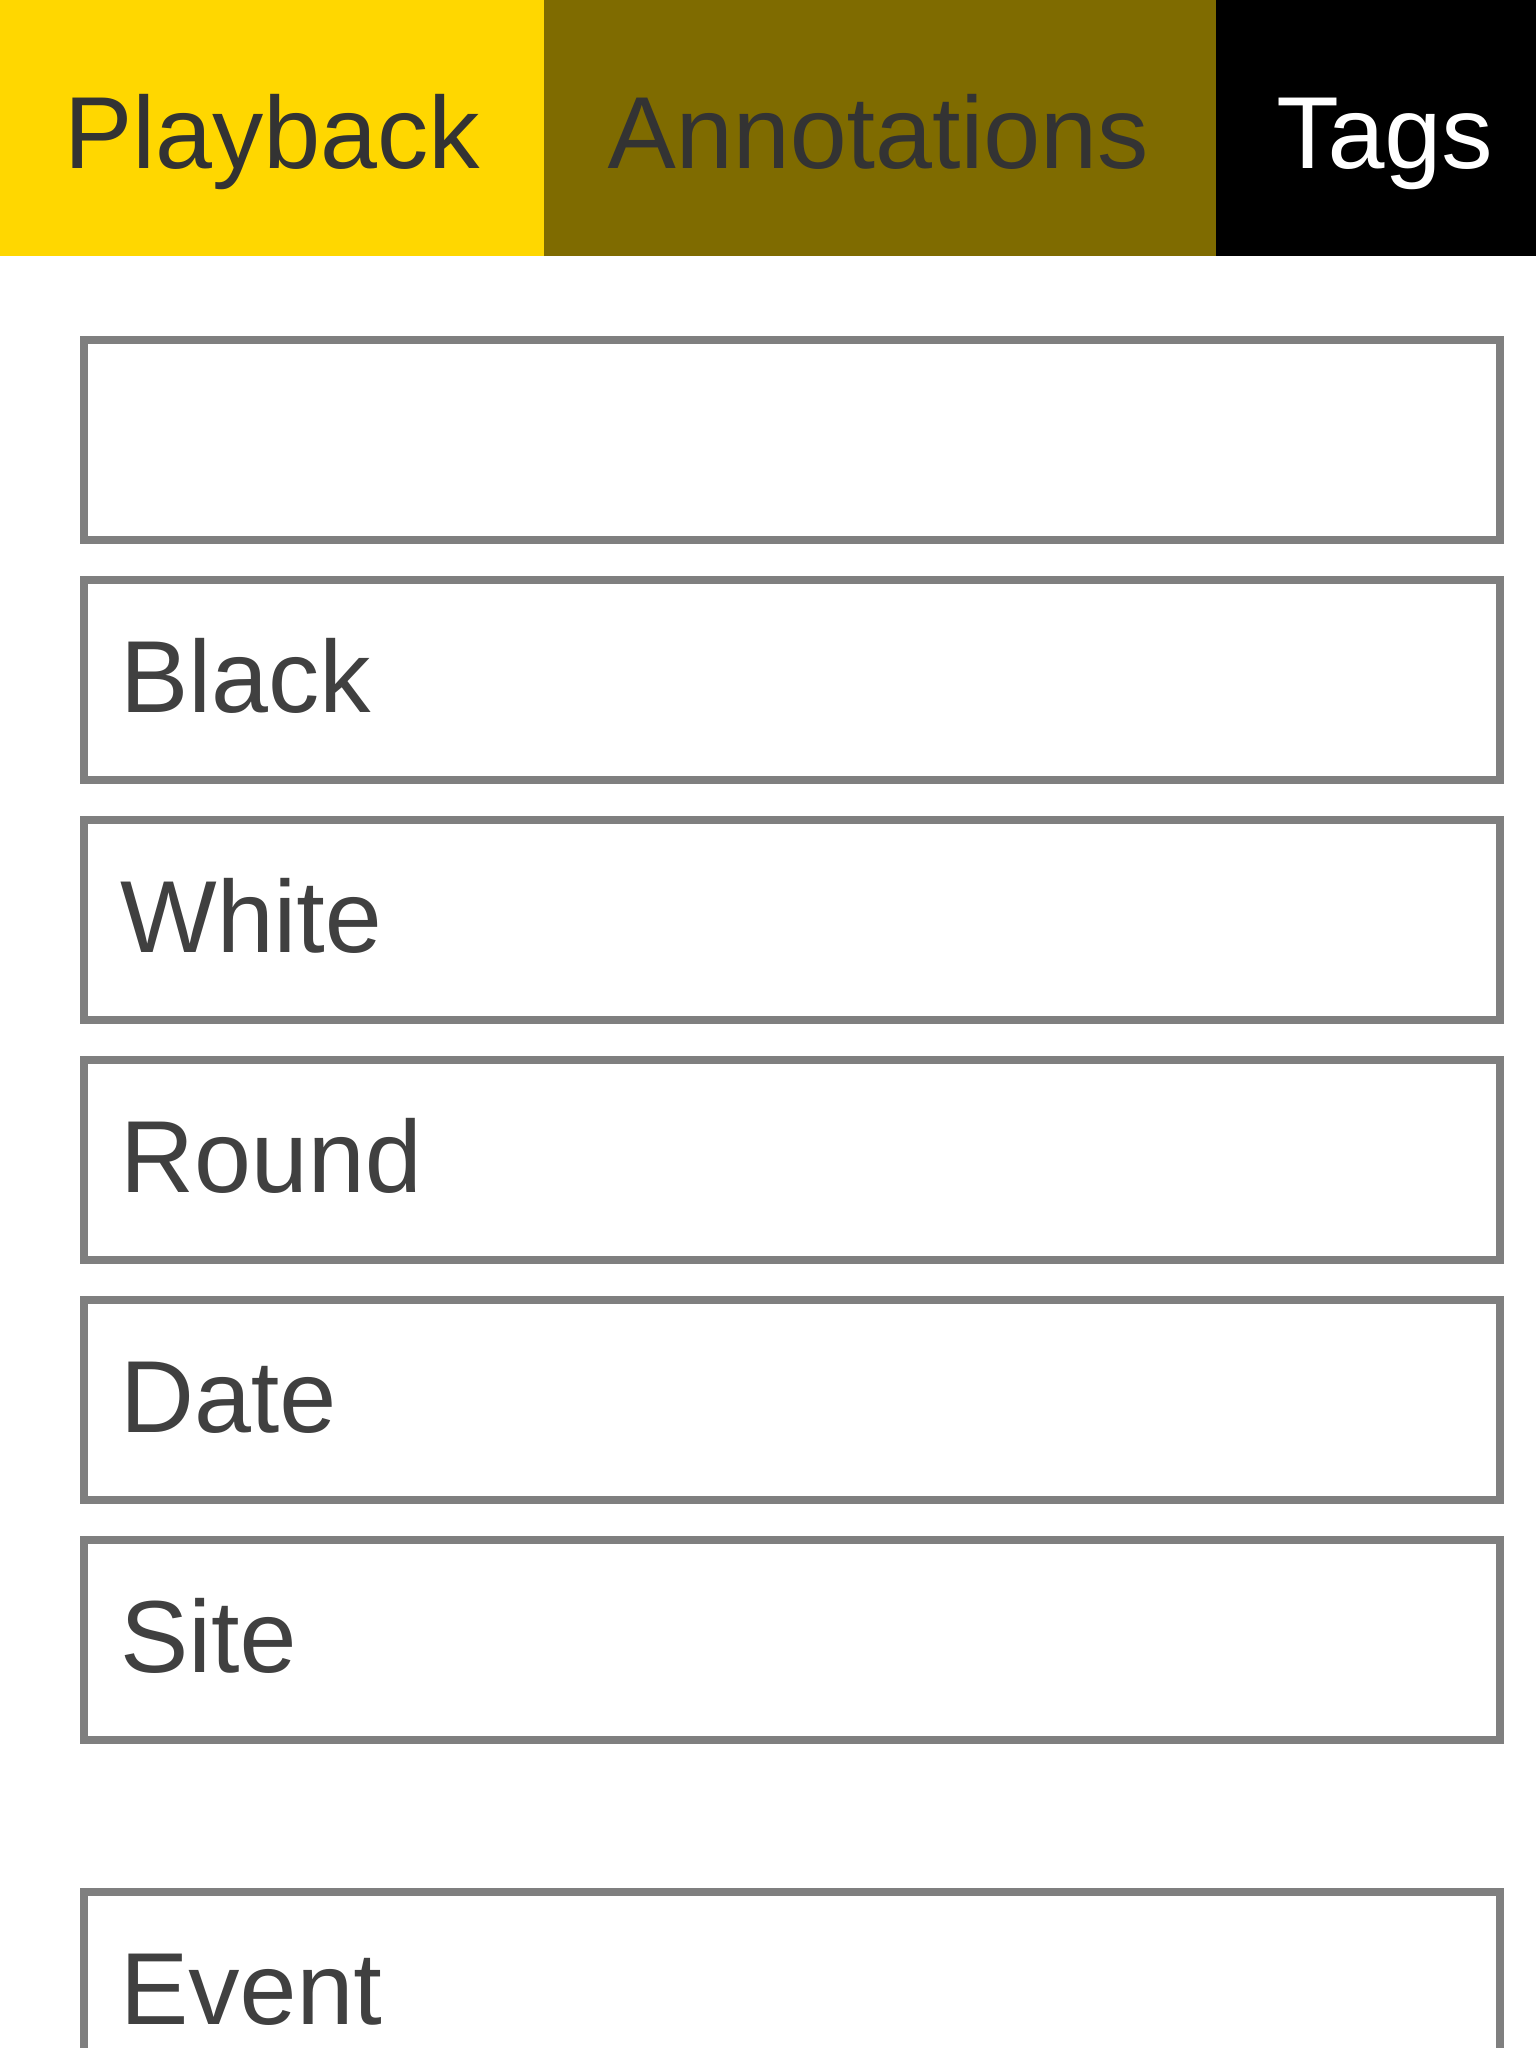 Playback Annotations Tags
Black
White
Round
Date
Site
Event